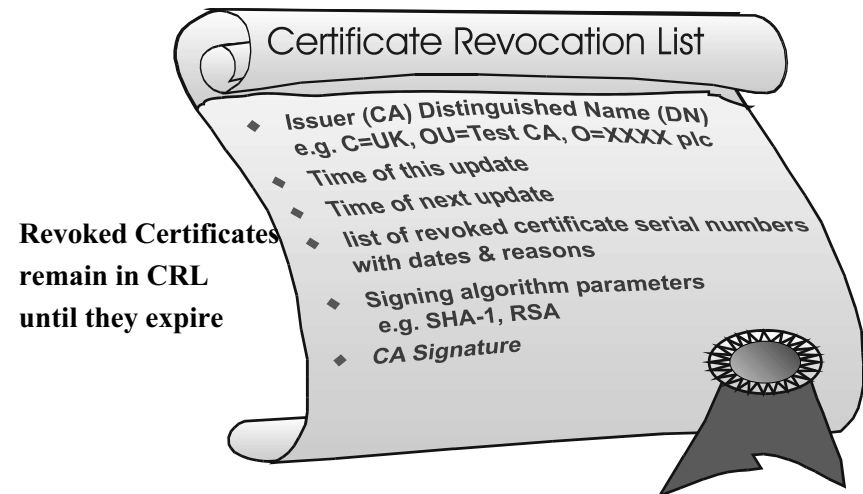 Certificate Revocation List
Issuer (CA) Distinguished Name (DN)
e.g. C=UK, OU=Test CA, O=XXXX plc
Time of this update
Time of next update
list of revoked certificate serial numbers
with dates & reasons
Signing algorithm parameters
e.g. SHA-1, RSA
CA Signature
Revoked Certificates
remain in CRL
until they expire